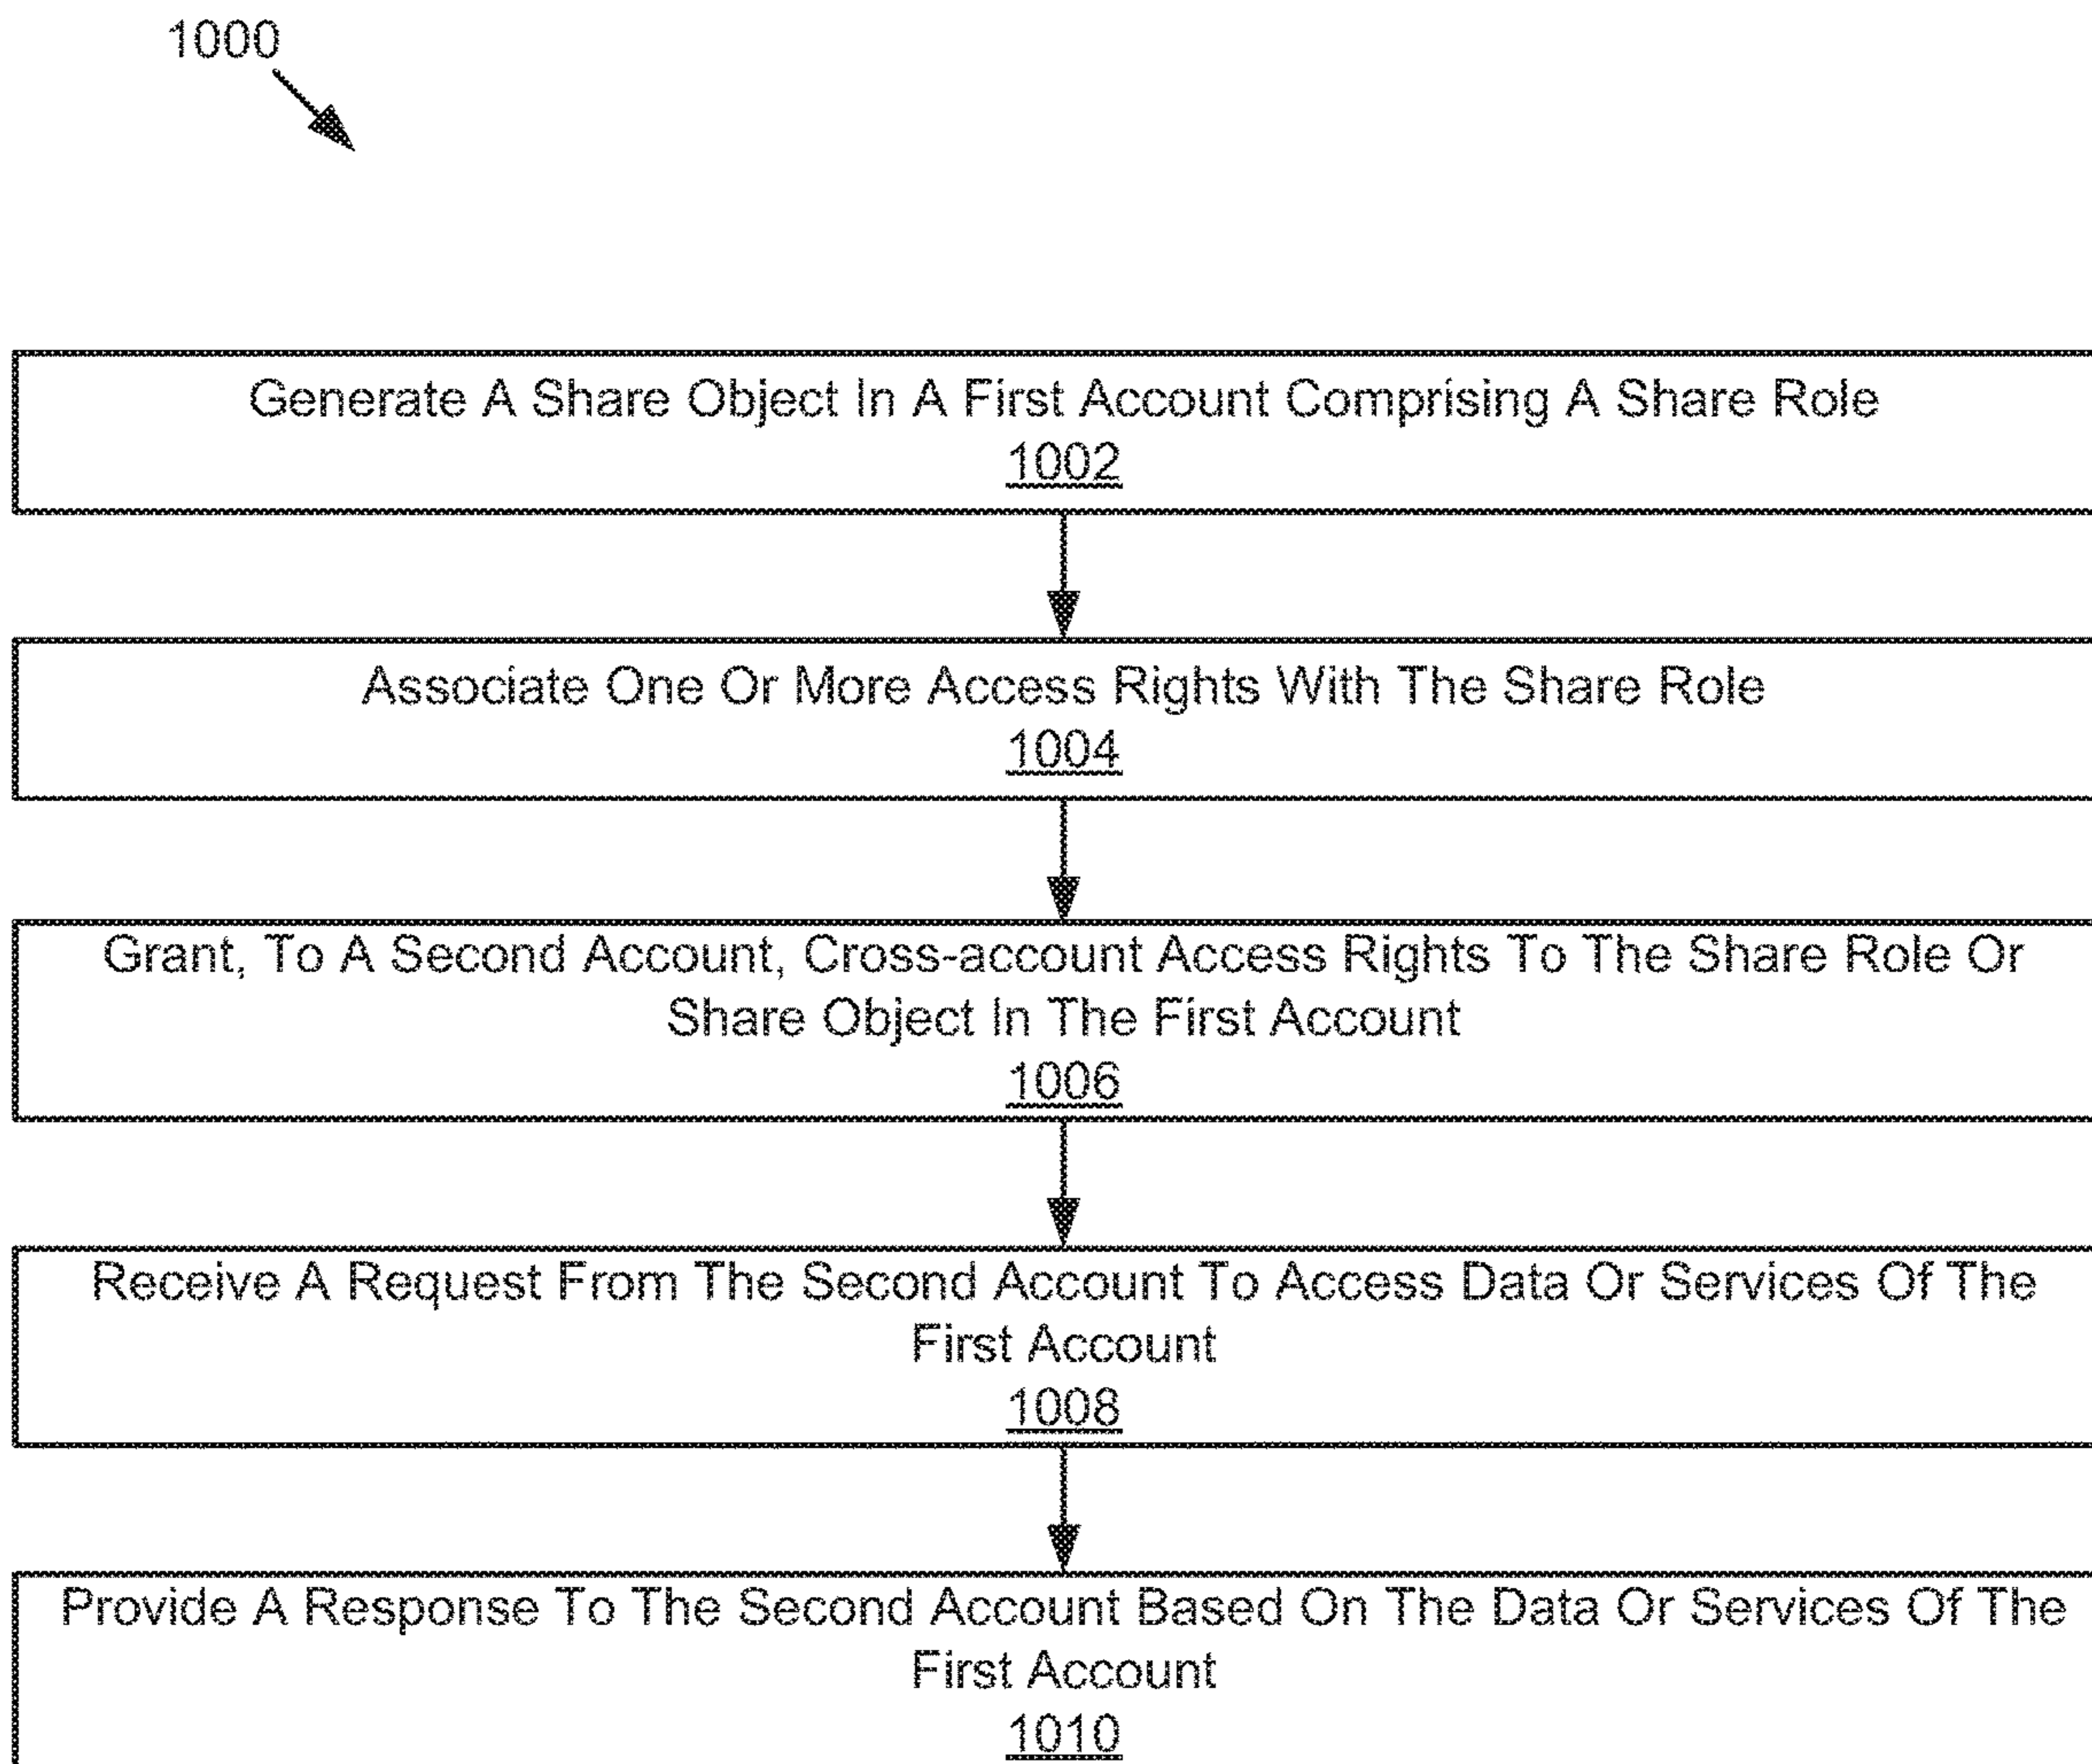 1000
Generate A Share Object In A First Account Comprising A Share Role
1002
Associate One Or More Access Rights With The Share Role
1004
Grant, To A Second Account, Cross-account Access Rights To The Share Role Or
Share Object In The First Account
1006
Receive A Request From The Second Account To Access Data Or Services Of The
First Account
1008
Provide A Response To The Second Account Based On The Data Or Services Of The
First Account
1010